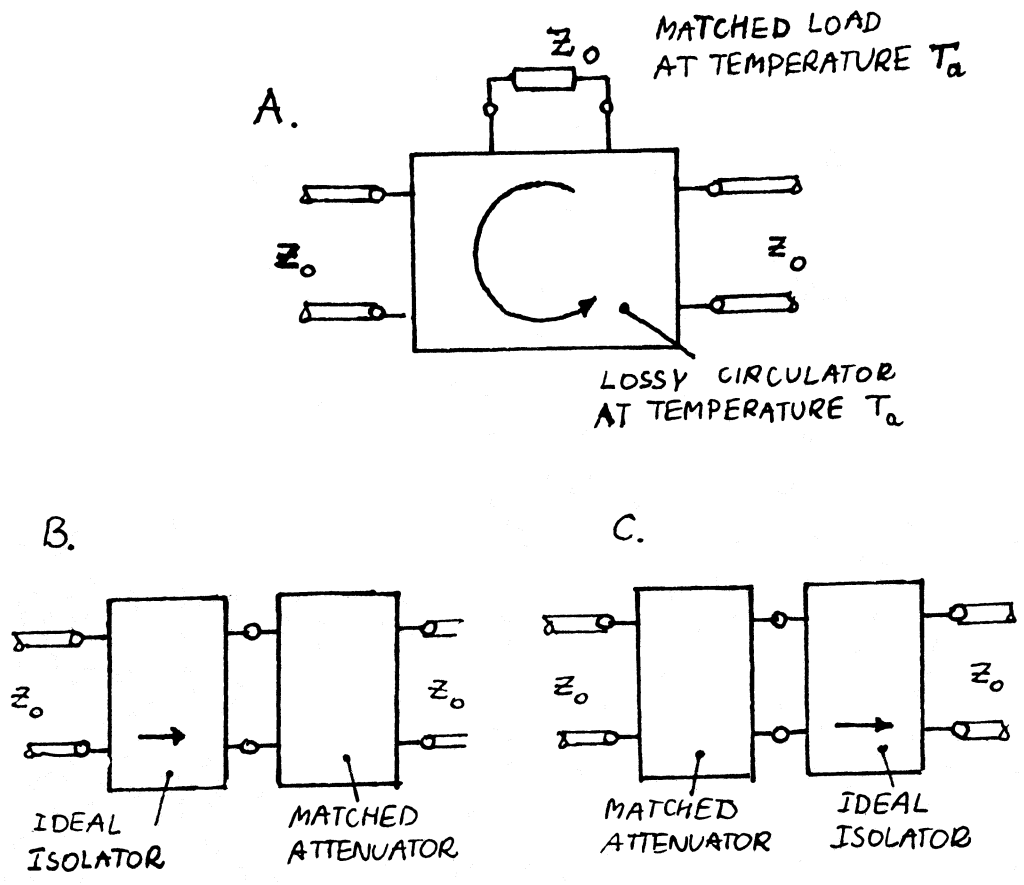 A.
Z₀
MATCHED LOAD
AT TEMPERATURE Tₐ
Z₀
Z₀
LOSSY CIRCULATOR
AT TEMPERATURE Tₐ
B.
Z₀
Z₀
IDEAL
ISOLATOR
MATCHED
ATTENUATOR
C.
Z₀
Z₀
MATCHED
ATTENUATOR
IDEAL
ISOLATOR